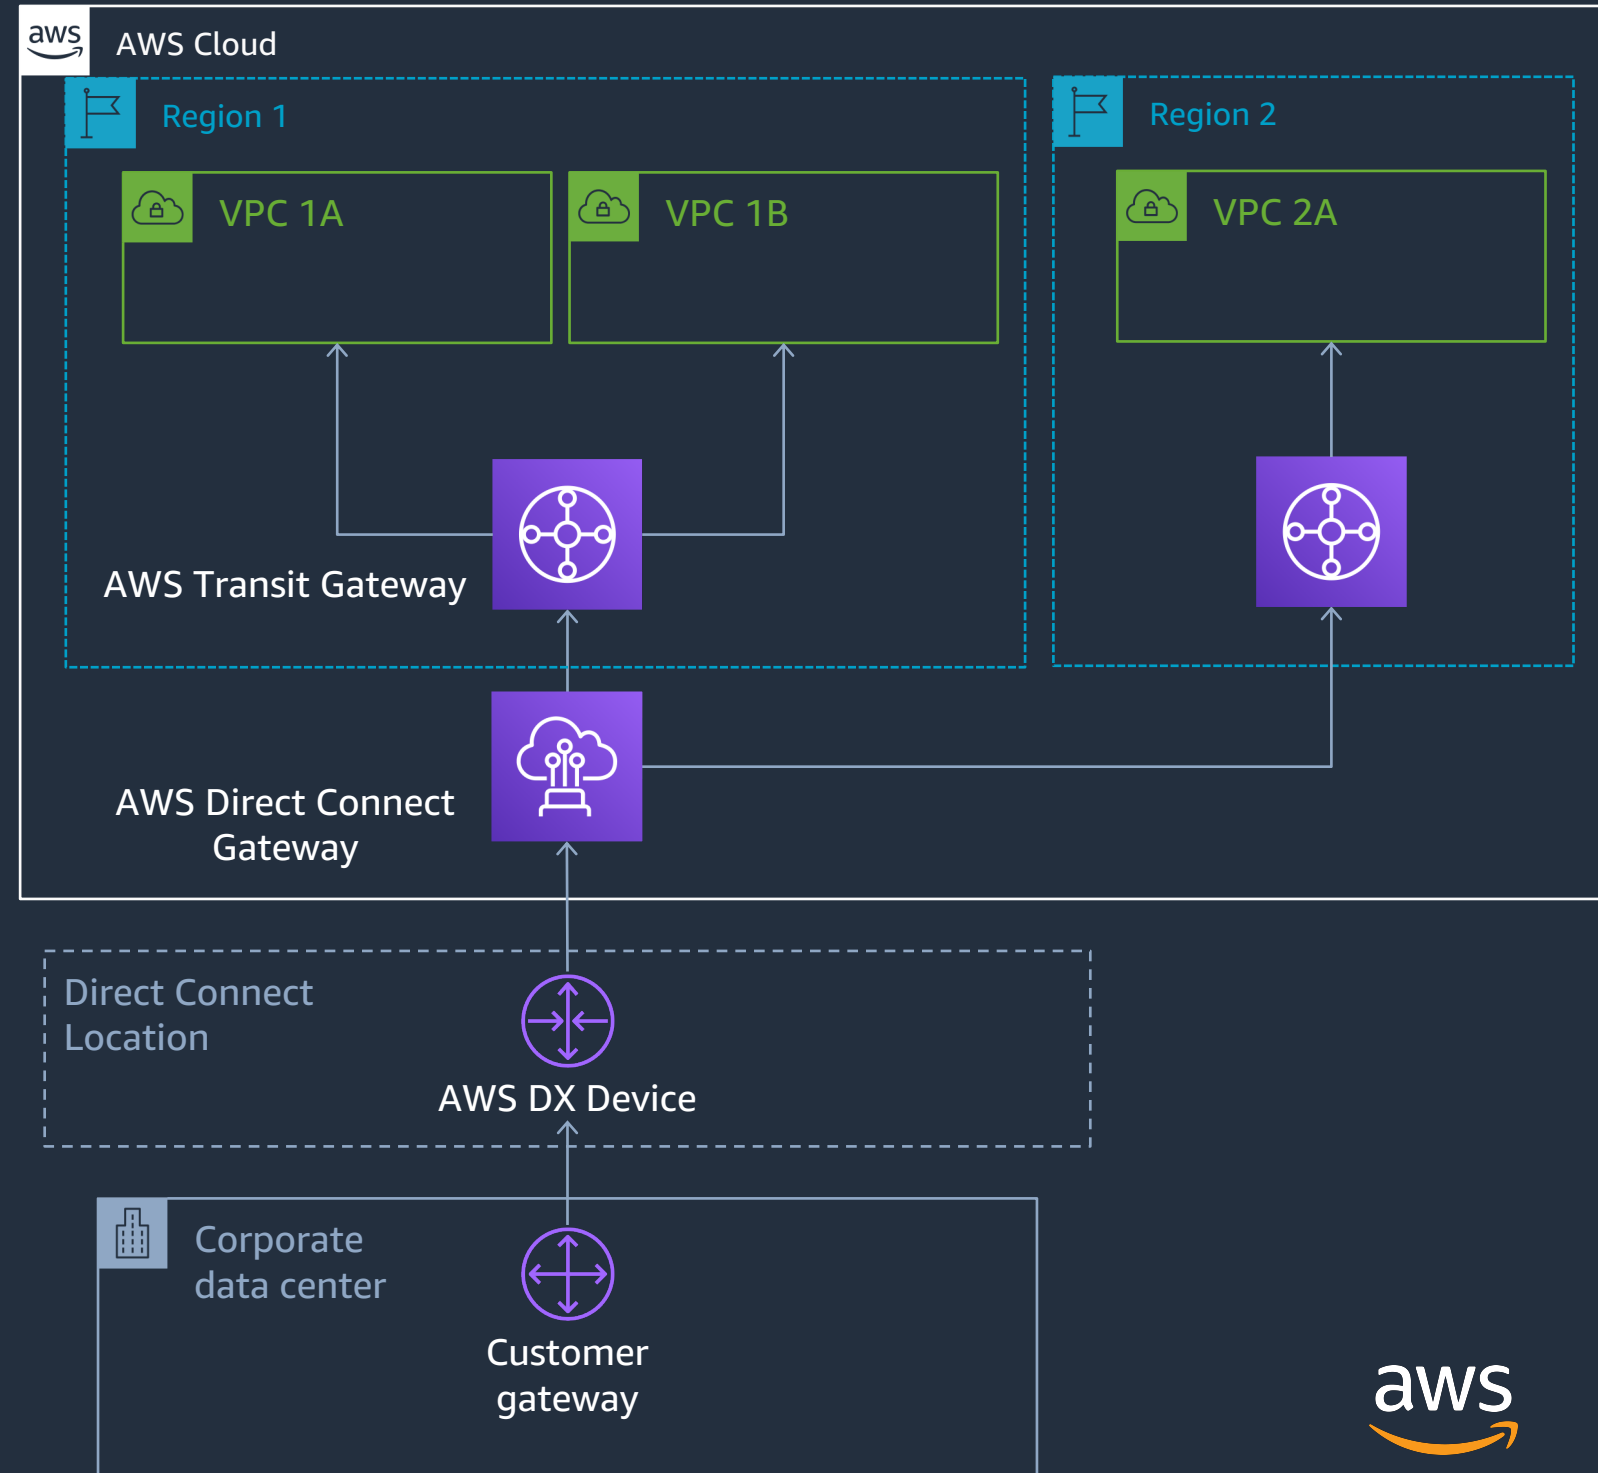 aws
AWS Cloud
Region 1
Region 2
VPC 1A
VPC 1B
VPC 2A
AWS Transit Gateway
AWS Direct Connect
Gateway
Direct Connect
Location
AWS DX Device
Corporate
data center
Customer
gateway
aws